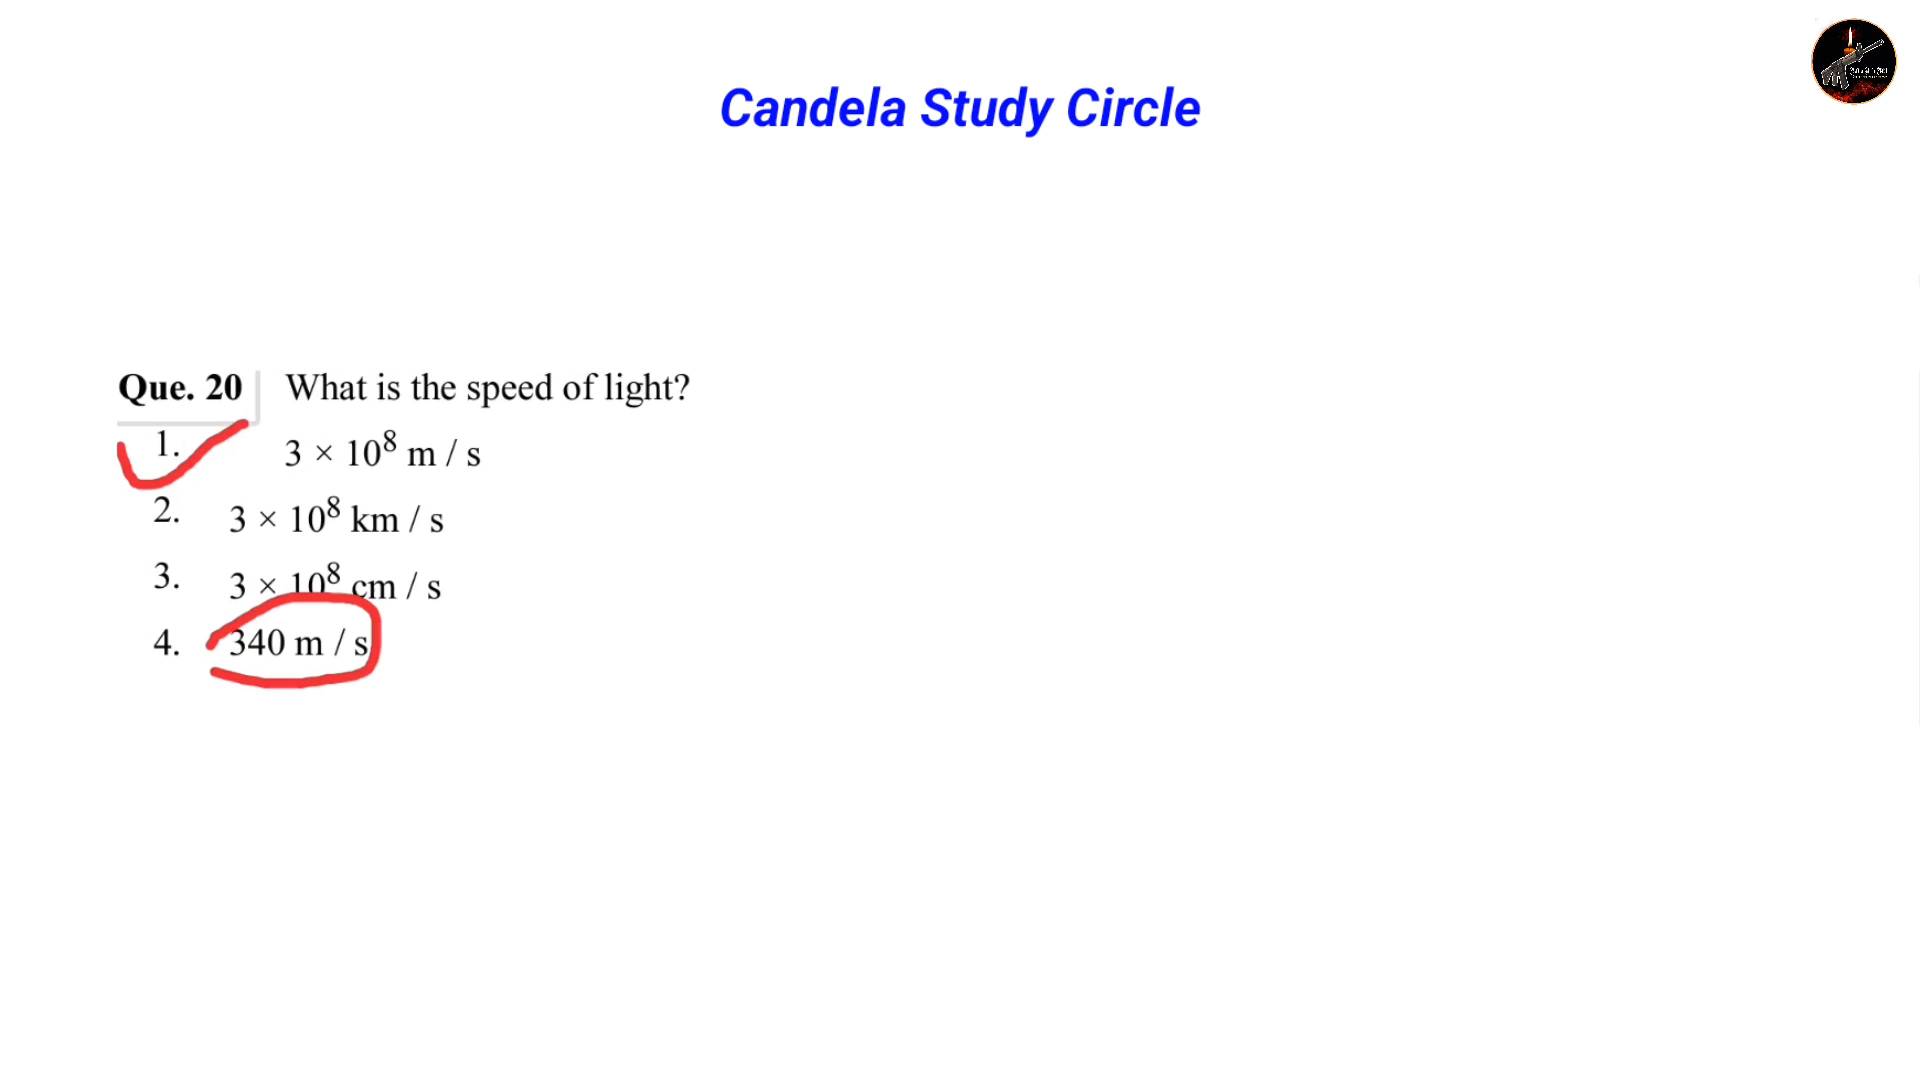 Candela Study Circle
Que. 20 What is the speed of light?
1. 3 × 10⁸ m / s
2. 3 × 10⁸ km / s
3. 3 × 10⁸ cm / s
4. 340 m / s